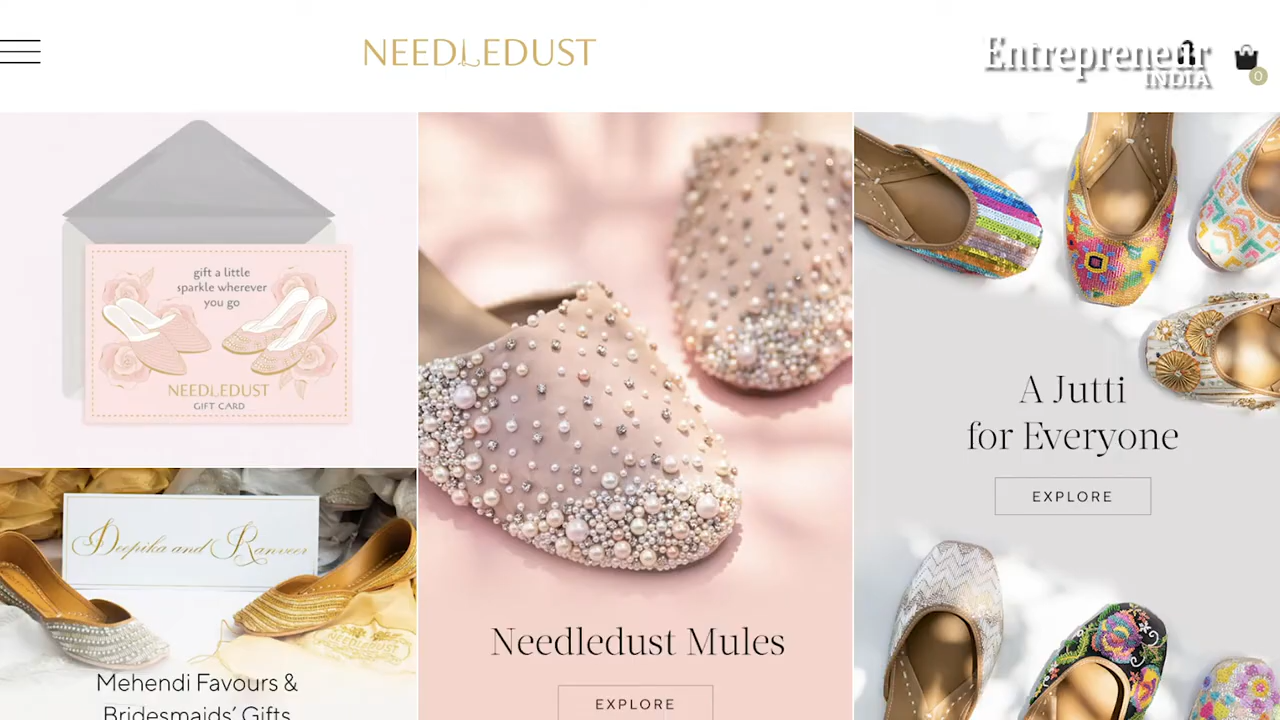 NEEDLEDUST
Entrepreneur
INDIA
0
gift a little
sparkle wherever
you go
NEEDLEDUST
GIFT CARD
Deepika and Ranveer
Mehendi Favours &
Bridesmaids' Gifts
Needledust Mules
EXPLORE
A Jutti
for Everyone
EXPLORE